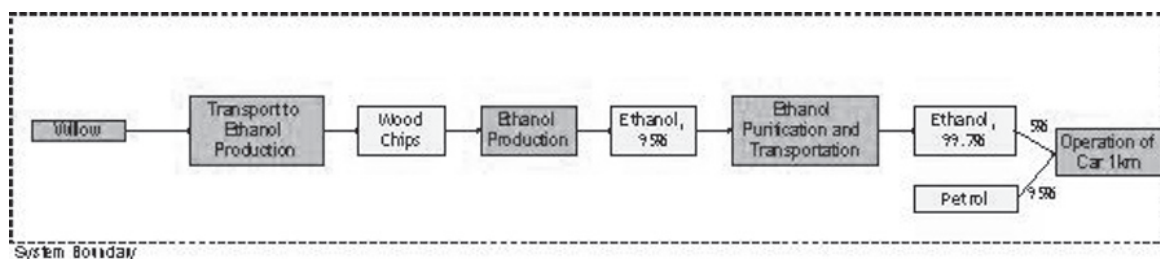 Willow
Transport to
Ethanol
Production
Wood
Chips
Ethanol
Production
Ethanol,
95%
Ethanol
Purification and
Transportation
Ethanol,
99.7%
5%
Operation of
Car 1km
Petrol
95%
System Boundary